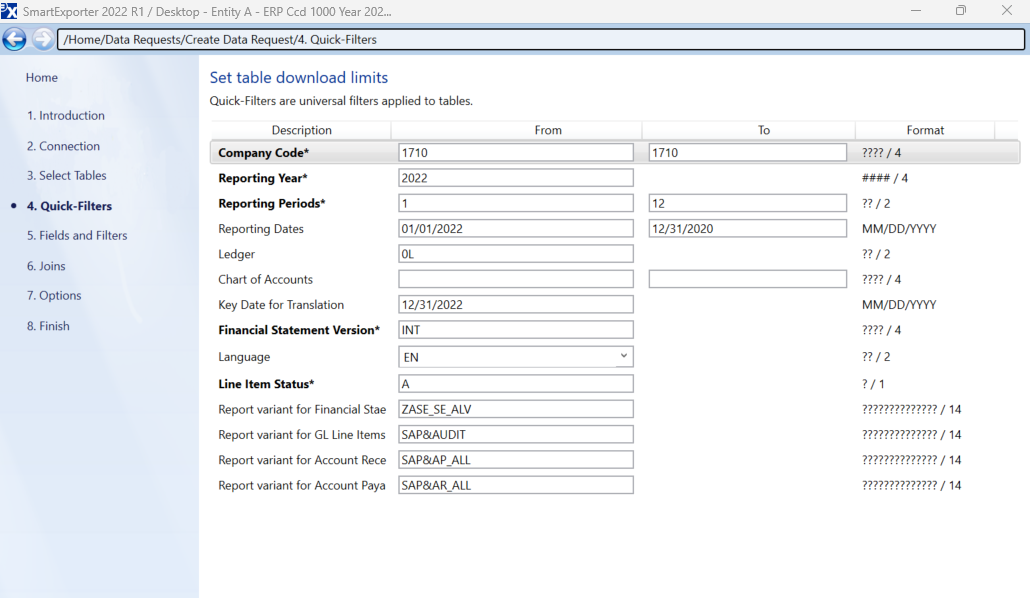 SmartExporter 2022 R1 / Desktop - Entity A - ERP Ccd 1000 Year 202...
/Home/Data Requests/Create Data Request/4. Quick-Filters
Home
1. Introduction
2. Connection
3. Select Tables
4. Quick-Filters
5. Fields and Filters
6. Joins
7. Options
8. Finish
Set table download limits
Quick-Filters are universal filters applied to tables.
Description From To Format
Company Code* 1710 1710 ???? / 4
Reporting Year* 2022 #### / 4
Reporting Periods* 1 12 ?? / 2
Reporting Dates 01/01/2022 12/31/2020 MM/DD/YYYY
Ledger 0L ?? / 2
Chart of Accounts ???? / 4
Key Date for Translation 12/31/2022 MM/DD/YYYY
Financial Statement Version* INT ???? / 4
Language EN ?? / 2
Line Item Status* A ? / 1
Report variant for Financial Stae ZASE_SE_ALV ?????????????? / 14
Report variant for GL Line Items SAP&AUDIT ?????????????? / 14
Report variant for Account Rece SAP&AP_ALL ?????????????? / 14
Report variant for Account Paya SAP&AR_ALL ?????????????? / 14